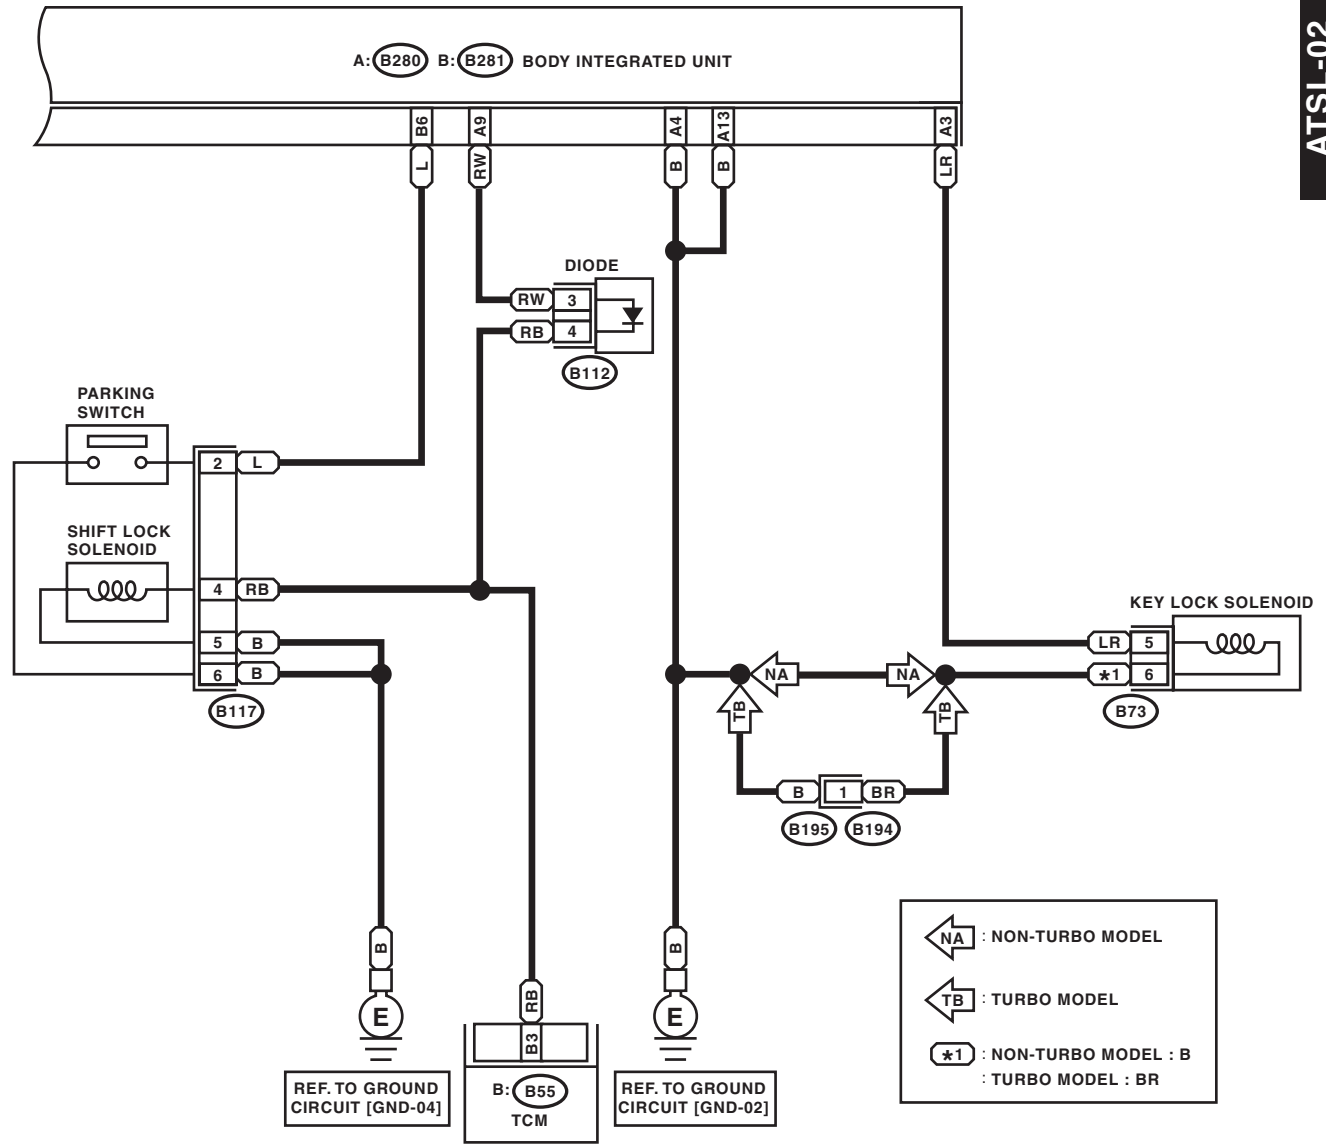 ATSL-02
A: B280 B: B281 BODY INTEGRATED UNIT
B6 A9 A4 A13 A3
L RW B B LR
DIODE
RW 3
RB 4
B112
PARKING
SWITCH
2 L
SHIFT LOCK
SOLENOID
4 RB
5 B
6 B
B117
KEY LOCK SOLENOID
LR 5
*1 6
B73
NA NA
TB TB
B 1 BR
B195 B194
B
E
REF. TO GROUND
CIRCUIT [GND-04]
RB
B3
B: B55
TCM
B
E
REF. TO GROUND
CIRCUIT [GND-02]
NA : NON-TURBO MODEL
TB : TURBO MODEL
*1 : NON-TURBO MODEL : B
: TURBO MODEL : BR